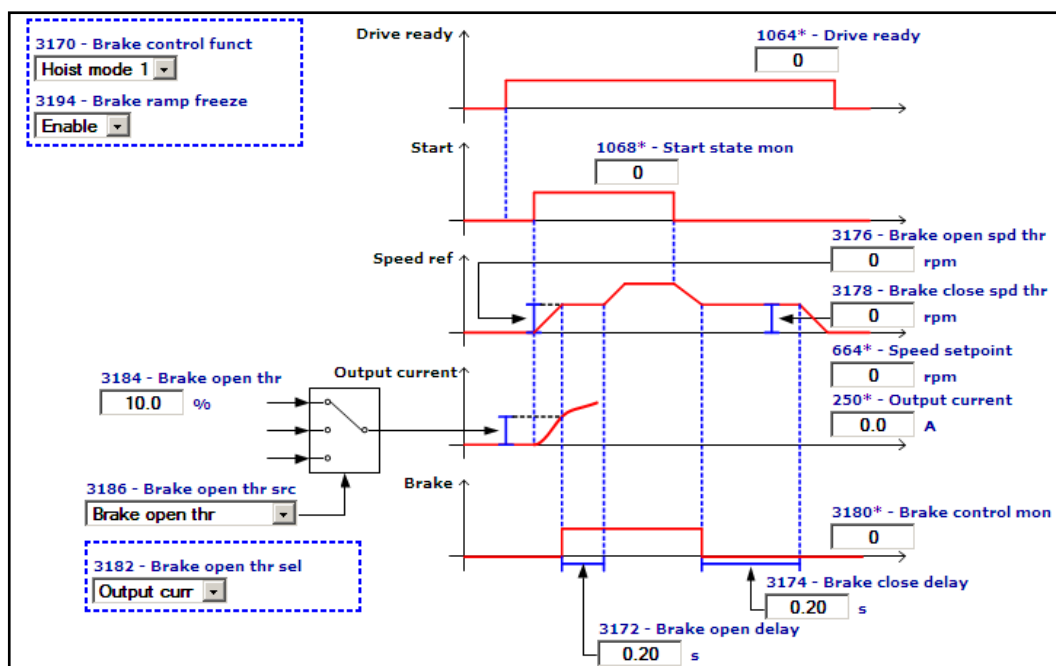 3170 - Brake control funct
Hoist mode 1
3194 - Brake ramp freeze
Enable
Drive ready
1064* - Drive ready
0
Start
1068* - Start state mon
0
Speed ref
3176 - Brake open spd thr
0 rpm
3178 - Brake close spd thr
0 rpm
664* - Speed setpoint
0 rpm
3184 - Brake open thr
10.0 %
Output current
250* - Output current
0.0 A
3186 - Brake open thr src
Brake open thr
Brake
3180* - Brake control mon
0
3182 - Brake open thr sel
Output curr
3174 - Brake close delay
0.20 s
3172 - Brake open delay
0.20 s